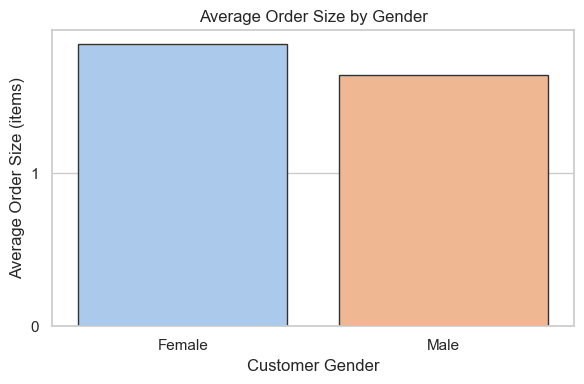 Average Order Size by Gender
Average Order Size (items)
1
0
Female
Male
Customer Gender